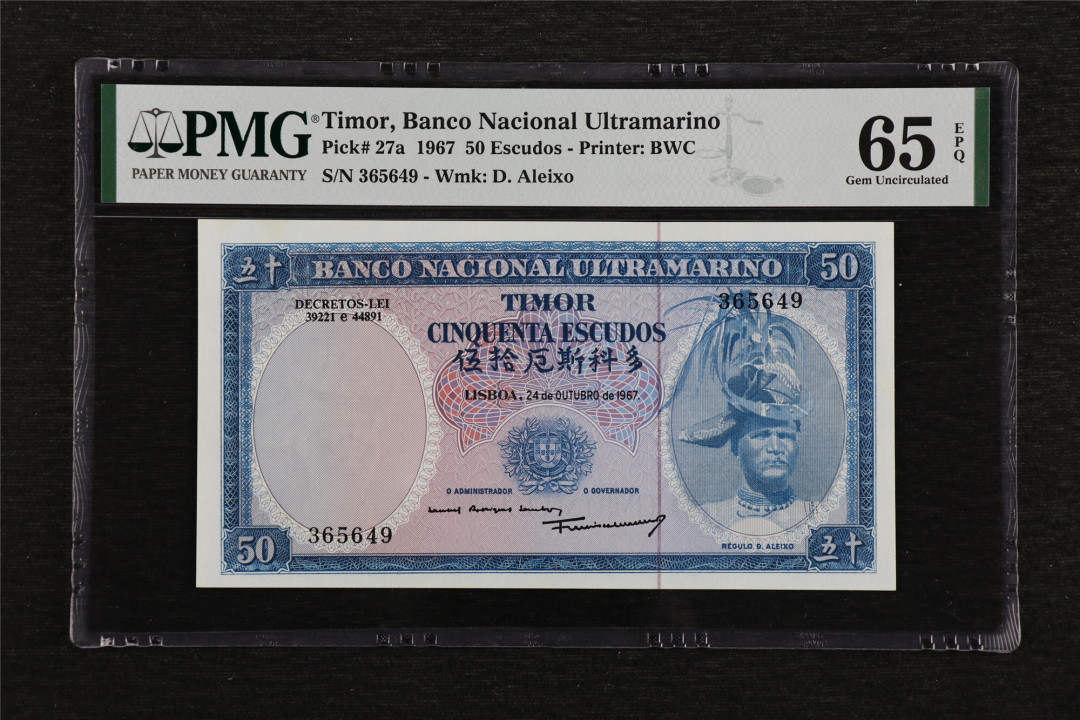 PMG®
PAPER MONEY GUARANTY
Timor, Banco Nacional Ultramarino
Pick# 27a 1967 50 Escudos - Printer: BWC
S/N 365649 - Wmk: D. Aleixo
65 EPQ
Gem Uncirculated
五十 BANCO NACIONAL ULTRAMARINO 50
DECRETOS-LEI
39221 e 44891
TIMOR
365649
CINQUENTA ESCUDOS
伍拾厄斯科多
LISBOA, 24 de OUTUBRO de 1967.
O ADMINISTRADOR O GOVERNADOR
365649
RÉGULO D. ALEIXO
50 五十